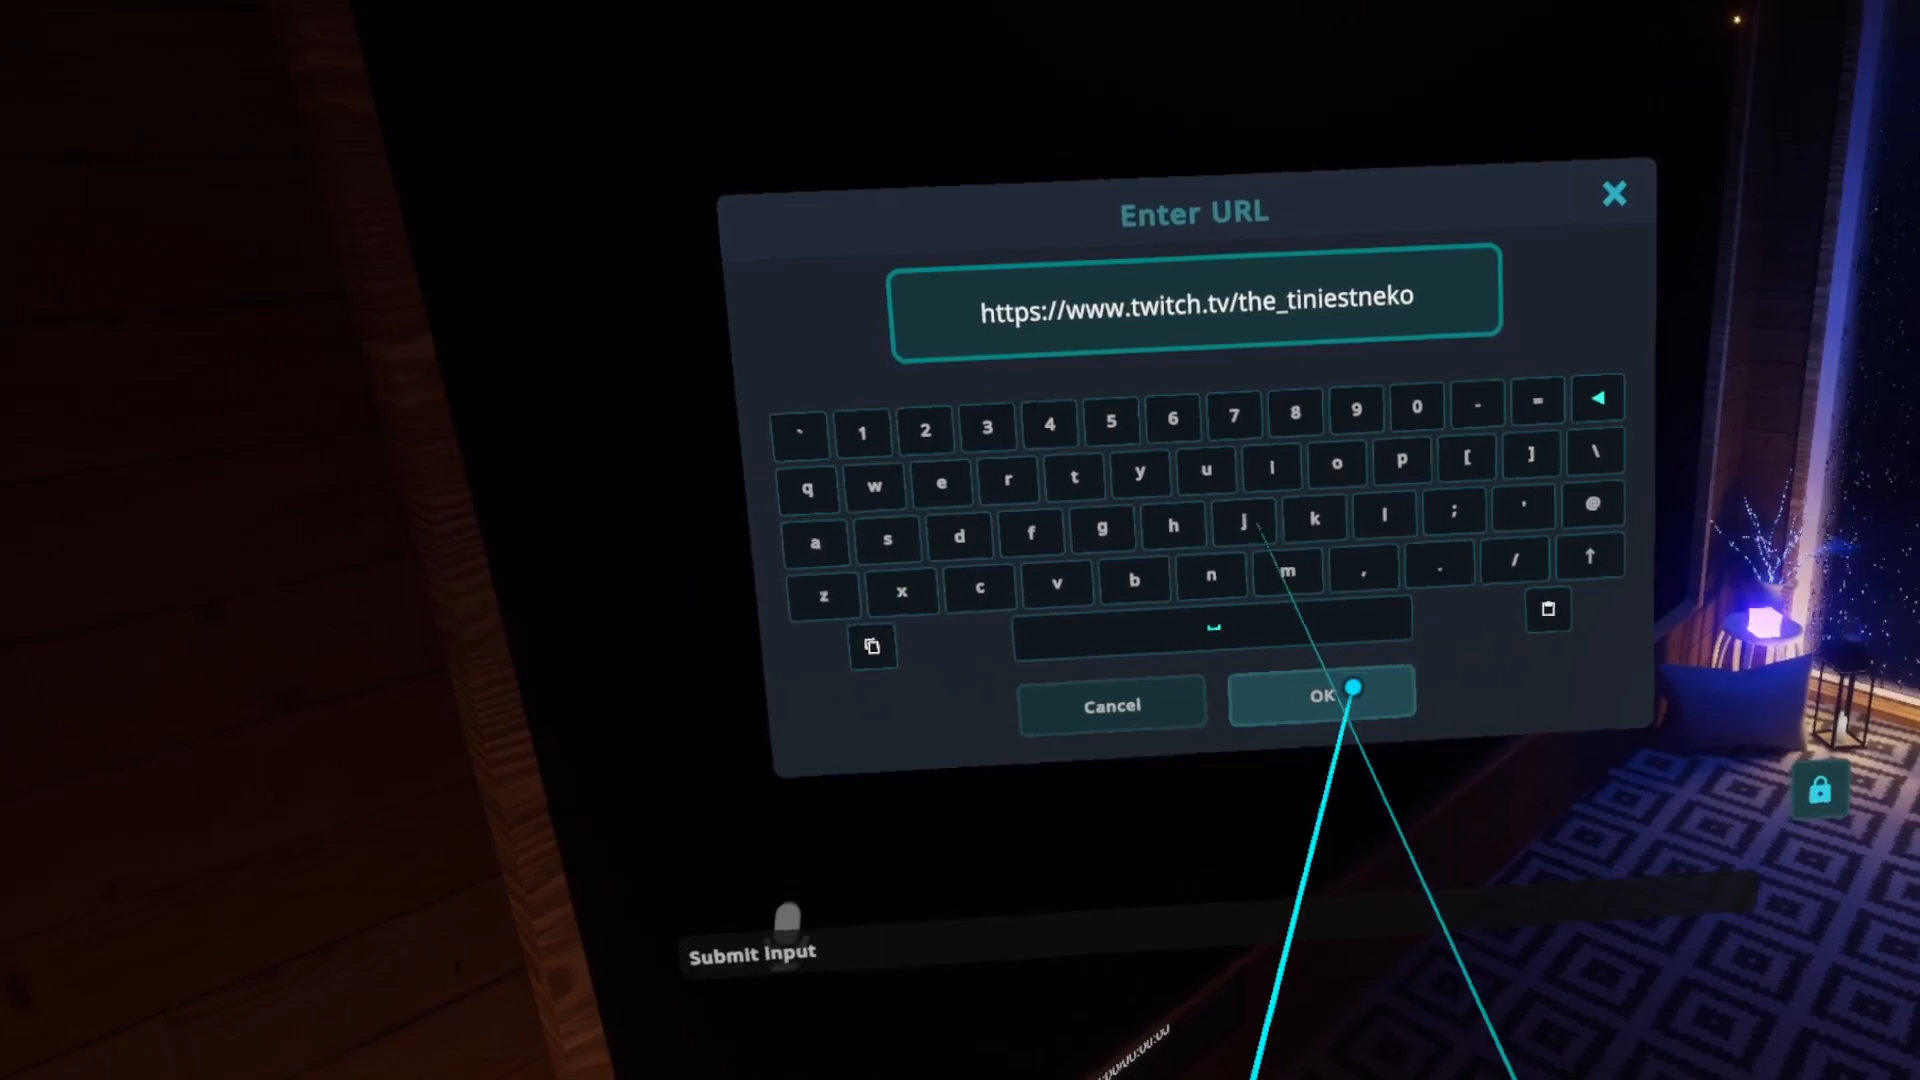 Enter URL
https://www.twitch.tv/the_tiniestneko
` 1 2 3 4 5 6 7 8 9 0 - =
q w e r t y u i o p [ ] \
a s d f g h j k l ; ' @
z x c v b n m , . / ↑
Cancel
OK
Submit input